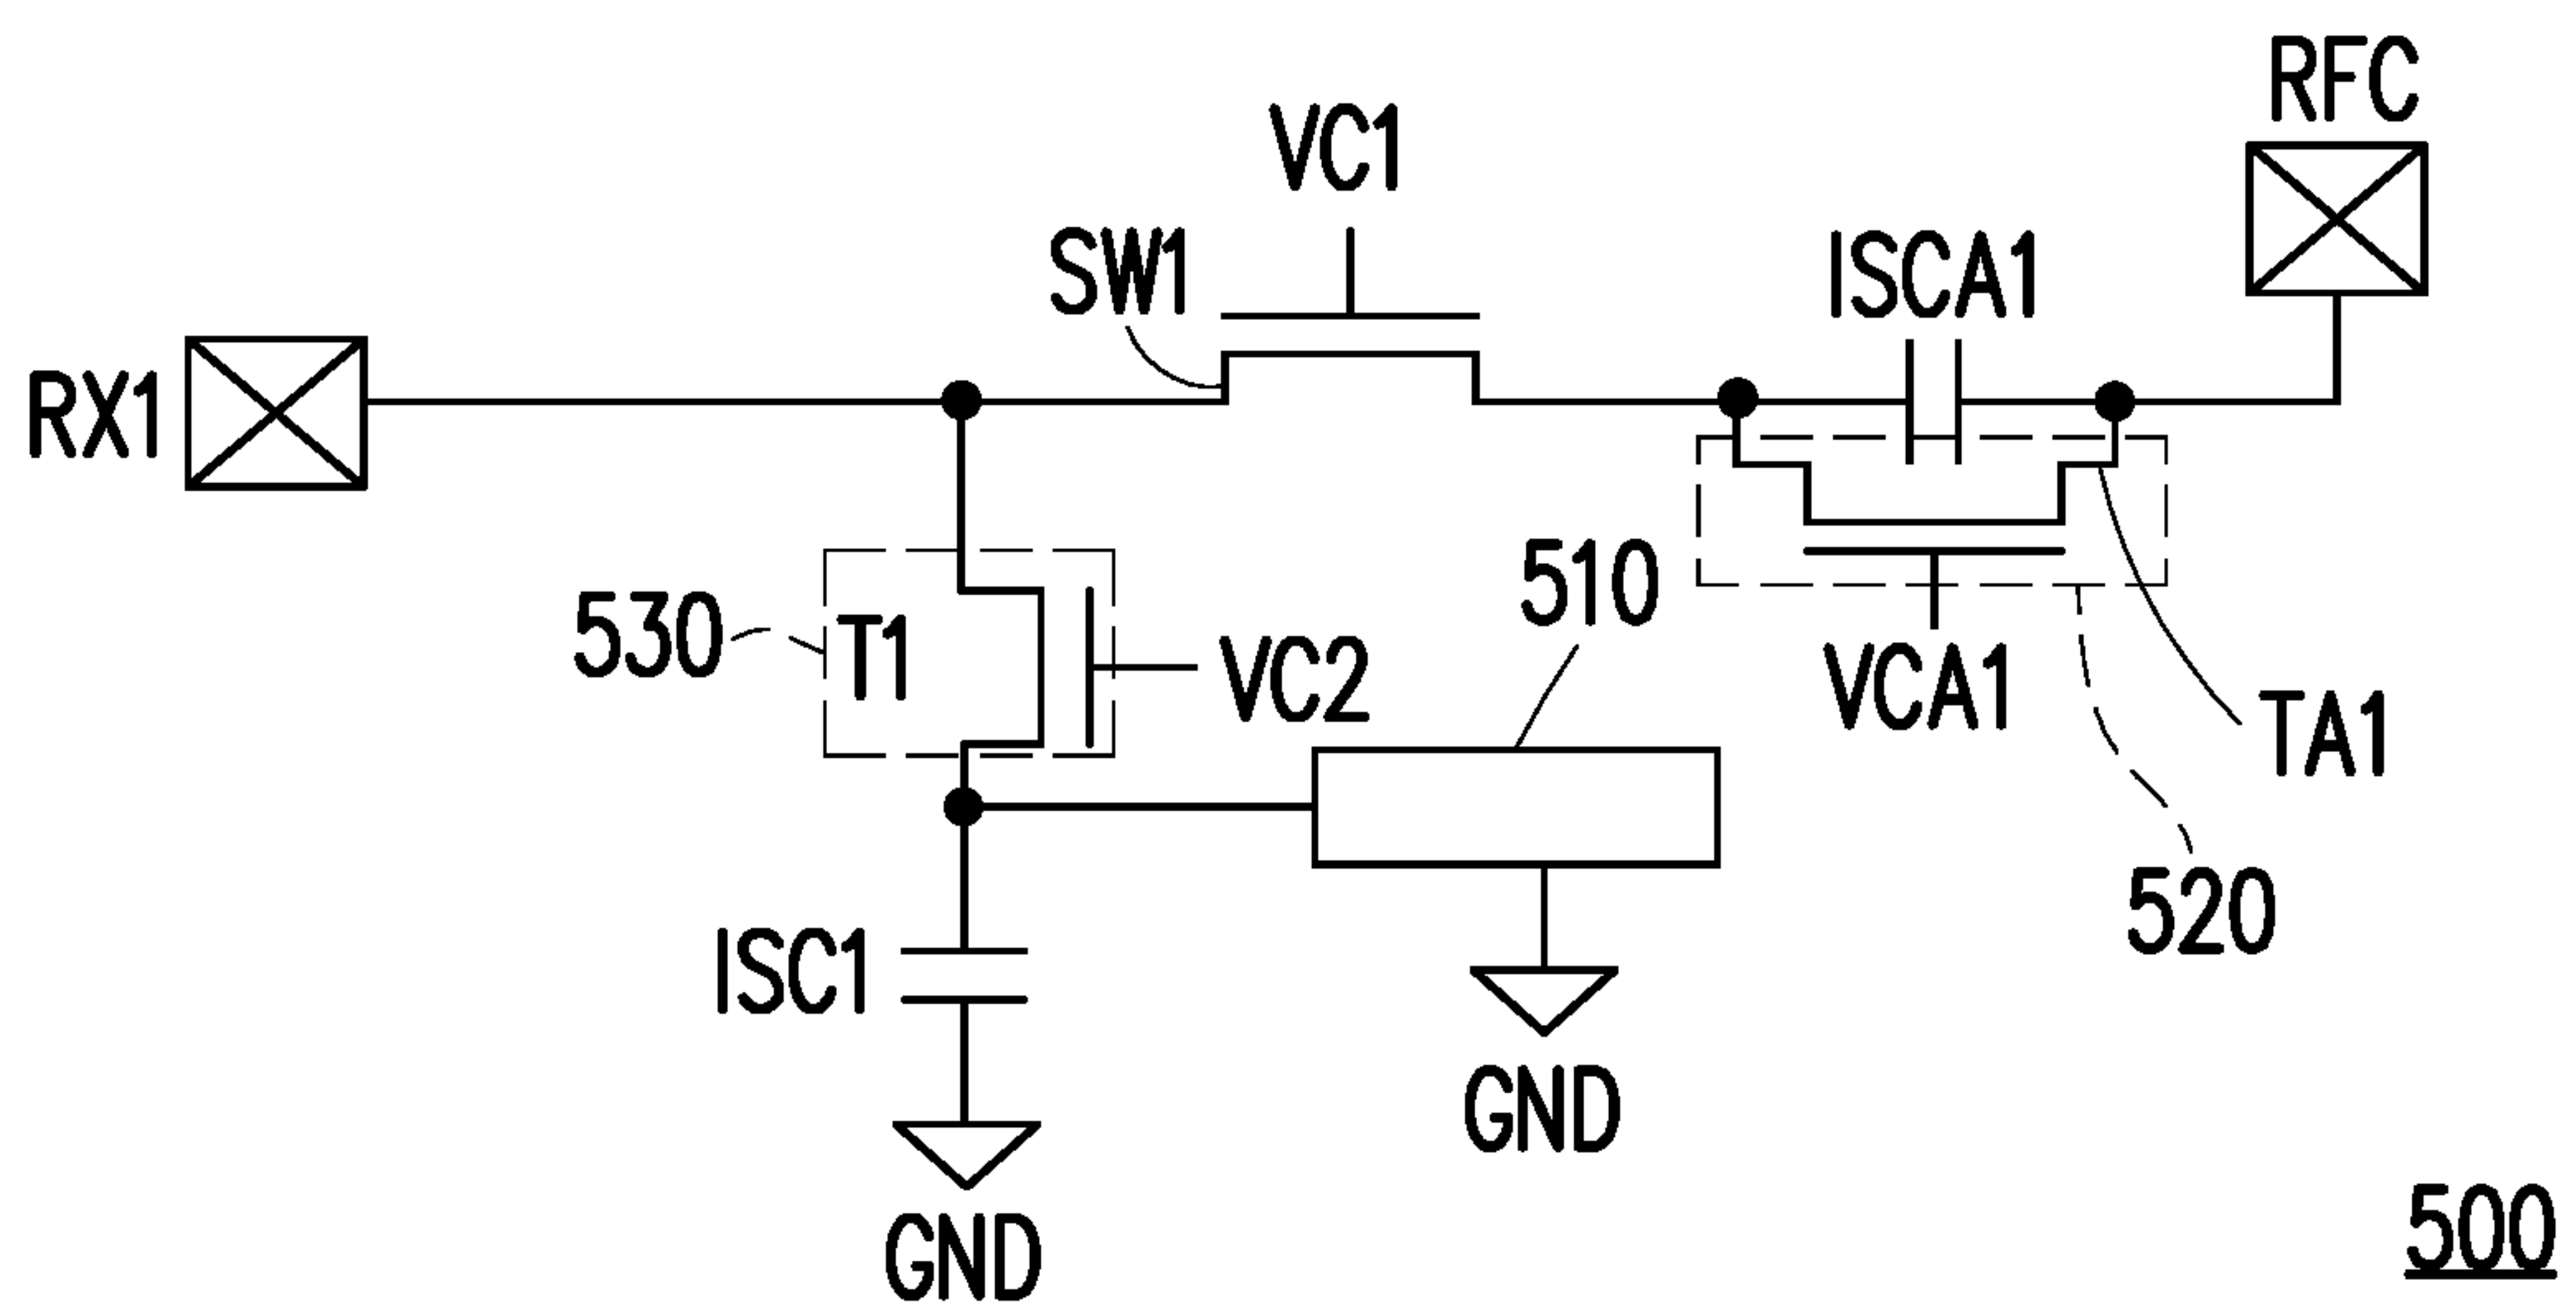 RFC
VC1
SW1
ISCA1
RX1
510
530
T1
VC2
VCA1
TA1
520
ISC1
GND
GND
500